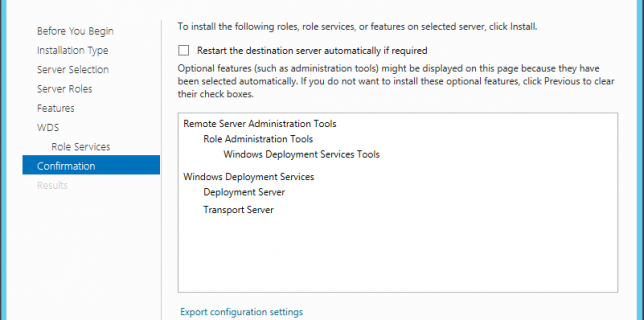 To install the following roles, role services, or features on selected server, click Install.
Before You Begin
Installation Type
Server Selection
Server Roles
Features
WDS
Role Services
Confirmation
Results
Restart the destination server automatically if required
Optional features (such as administration tools) might be displayed on this page because they have
been selected automatically. If you do not want to install these optional features, click Previous to clear
their check boxes.
Remote Server Administration Tools
Role Administration Tools
Windows Deployment Services Tools
Windows Deployment Services
Deployment Server
Transport Server
Export configuration settings